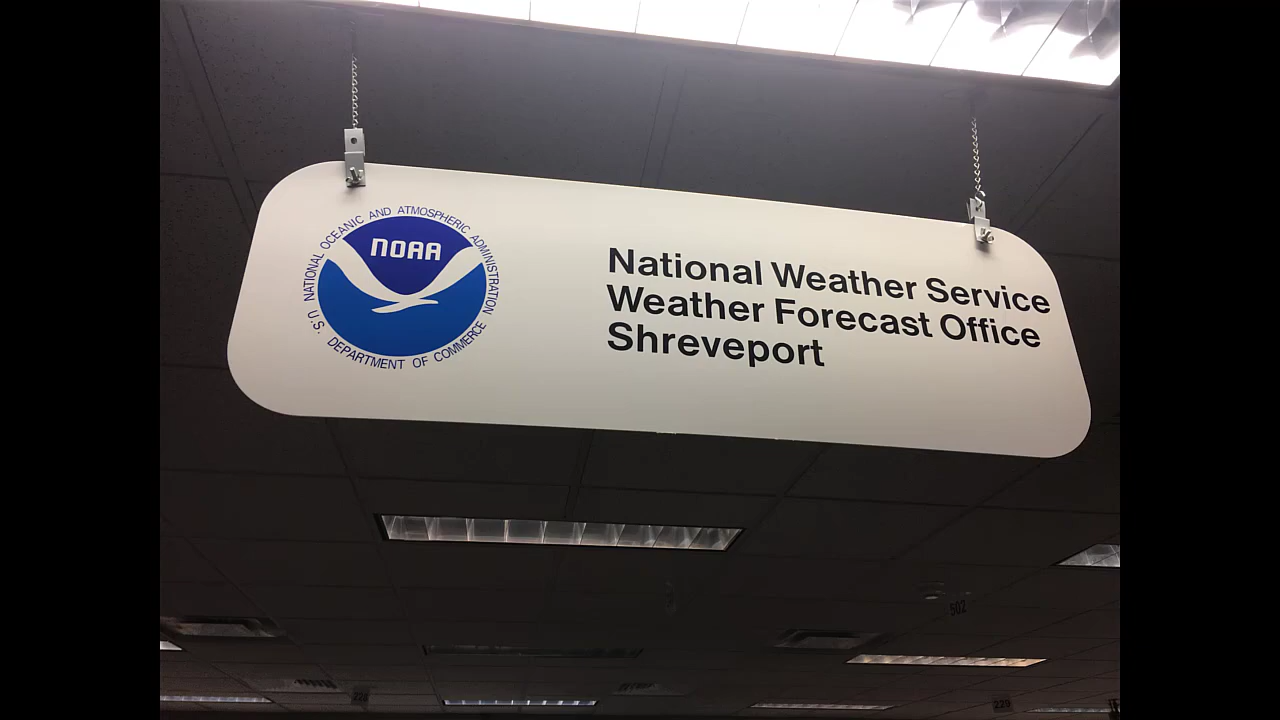 NATIONAL OCEANIC AND ATMOSPHERIC ADMINISTRATION
NOAA
U.S. DEPARTMENT OF COMMERCE
National Weather Service
Weather Forecast Office
Shreveport
502